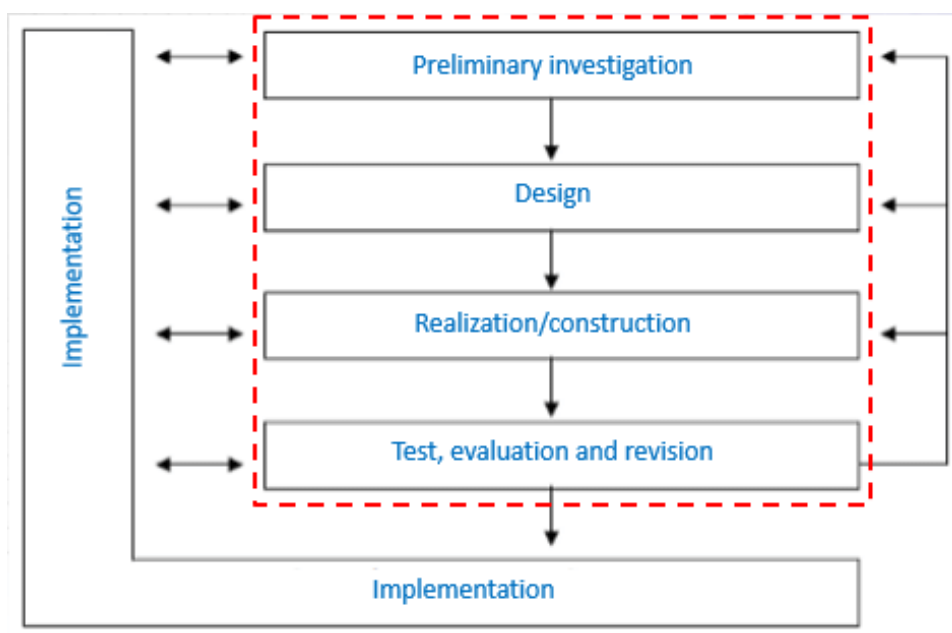 Preliminary investigation
Design
Implementation
Realization/construction
Test, evaluation and revision
Implementation